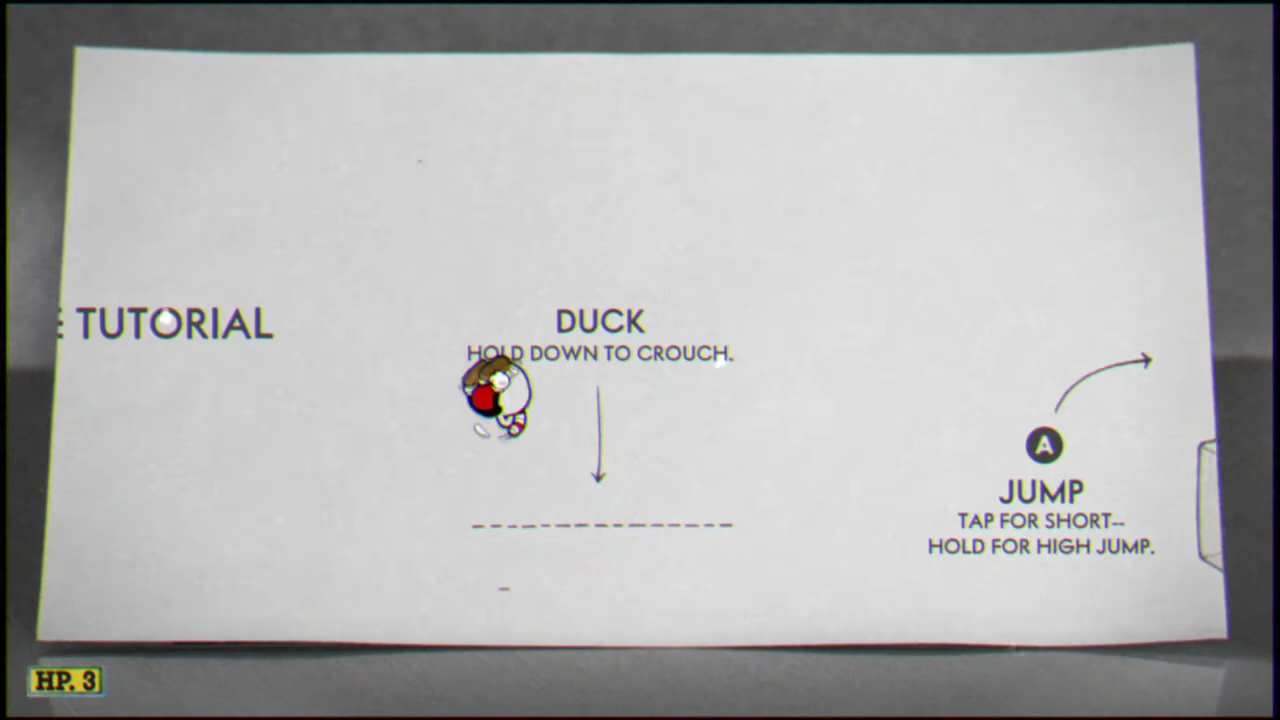 E TUTORIAL
DUCK
HOLD DOWN TO CROUCH.
A
JUMP
TAP FOR SHORT--
HOLD FOR HIGH JUMP.
HP. 3